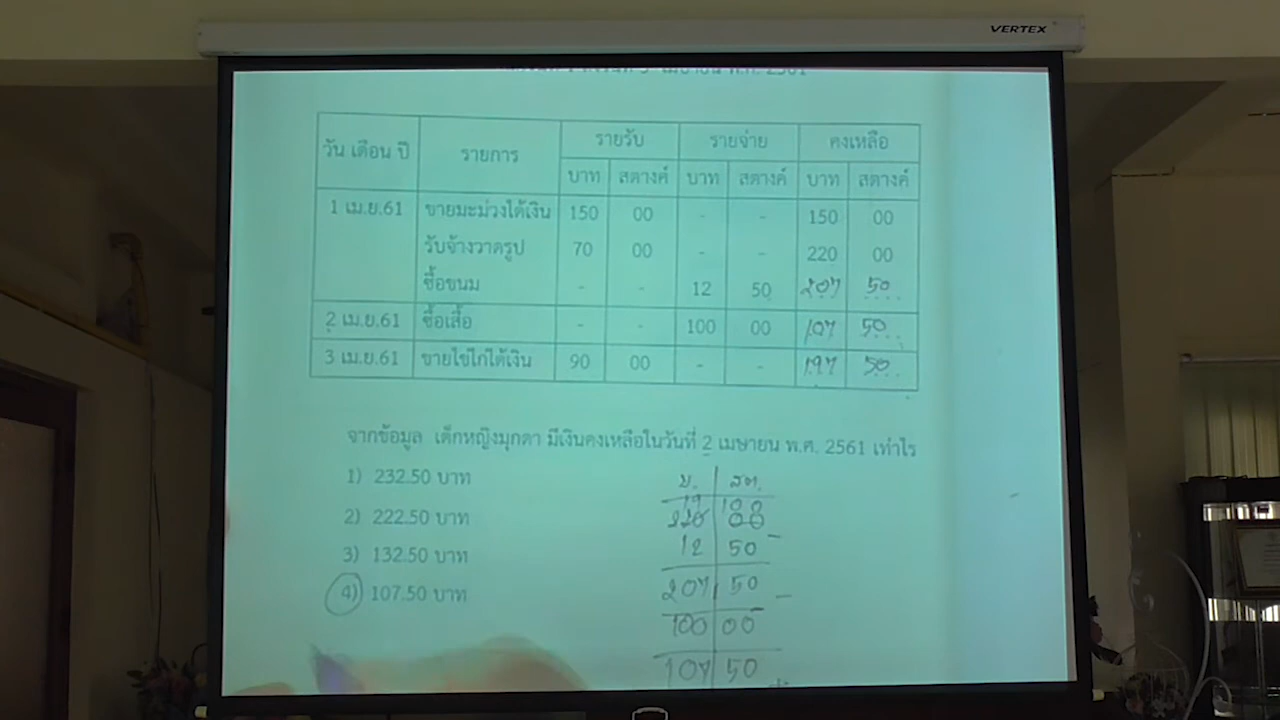 VERTEX
วัน เดือน ปี รายการ รายรับ รายจ่าย คงเหลือ
บาท สตางค์ บาท สตางค์ บาท สตางค์
1 เม.ย.61 ขายมะม่วงได้เงิน 150 00 - - 150 00
รับจ้างวาดรูป 70 00 - - 220 00
ซื้อขนม - - 12 50 207 50
2 เม.ย.61 ซื้อเสื้อ - - 100 00 107 50
3 เม.ย.61 ขายไข่ไก่ได้เงิน 90 00 - - 197 50
จากข้อมูล เด็กหญิงมุกดา มีเงินคงเหลือในวันที่ 2 เมษายน พ.ศ. 2561 เท่าไร
1) 232.50 บาท
2) 222.50 บาท
3) 132.50 บาท
4) 107.50 บาท
บ. สต.
19 100
220 00
12 50 -
207 50 -
100 00
107 50